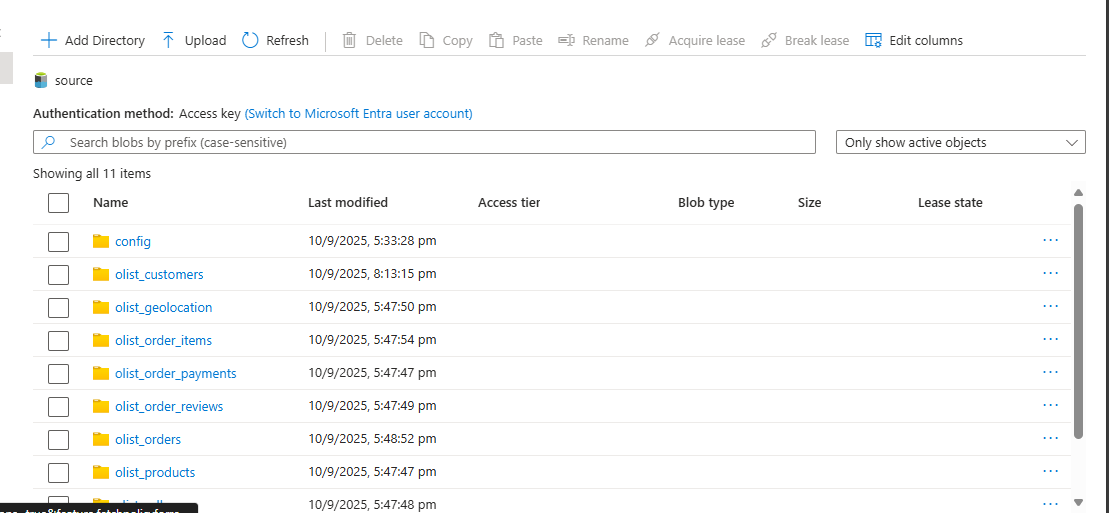 Add Directory Upload Refresh Delete Copy Paste Rename Acquire lease Break lease Edit columns
source
Authentication method: Access key (Switch to Microsoft Entra user account)
Search blobs by prefix (case-sensitive) Only show active objects
Showing all 11 items
Name Last modified Access tier Blob type Size Lease state
config 10/9/2025, 5:33:28 pm
olist_customers 10/9/2025, 8:13:15 pm
olist_geolocation 10/9/2025, 5:47:50 pm
olist_order_items 10/9/2025, 5:47:54 pm
olist_order_payments 10/9/2025, 5:47:47 pm
olist_order_reviews 10/9/2025, 5:47:49 pm
olist_orders 10/9/2025, 5:48:52 pm
olist_products 10/9/2025, 5:47:47 pm
10/9/2025, 5:47:48 pm